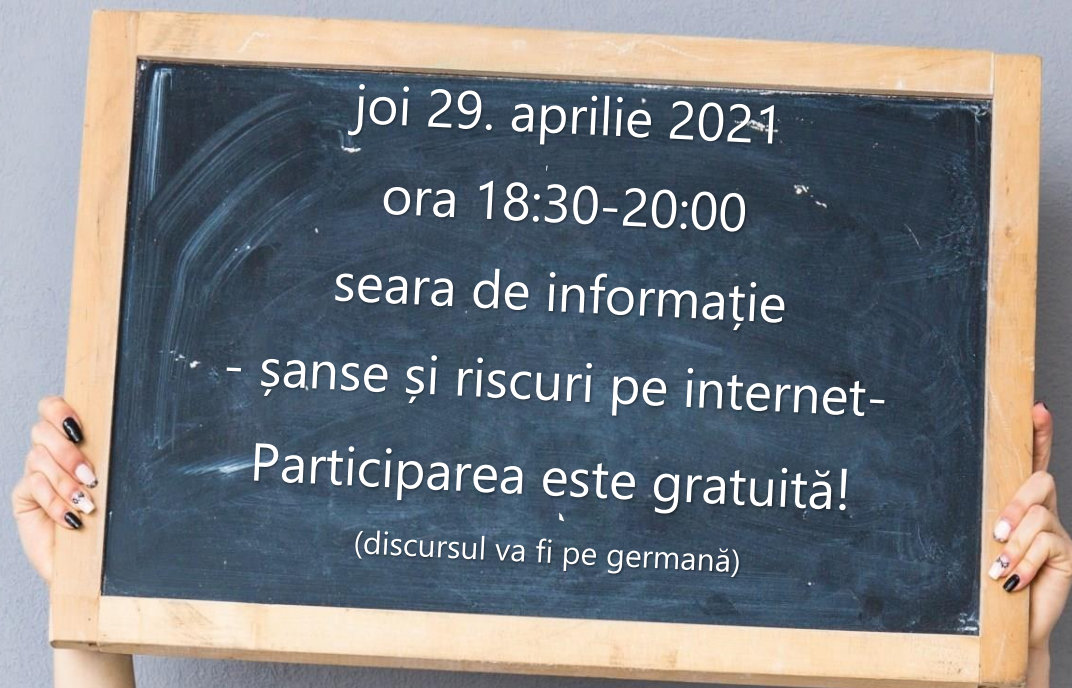 joi 29. aprilie 2021
ora 18:30-20:00
seara de informație
- șanse și riscuri pe internet-
Participarea este gratuită!
(discursul va fi pe germană)